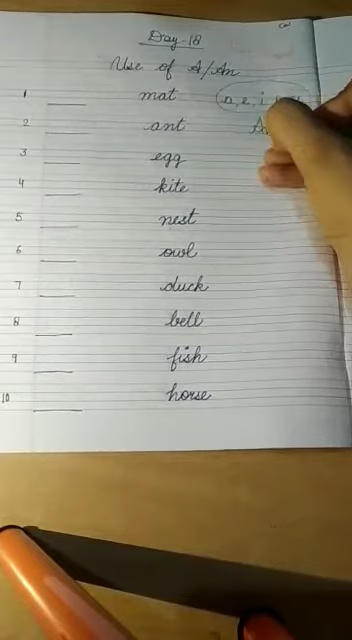 Day-18
Use of A/An
1 ____ mat a, e, i
2 ____ ant
3 ____ egg
4 ____ kite
5 ____ nest
6 ____ owl
7 ____ duck
8 ____ bell
9 ____ fish
10 ____ horse